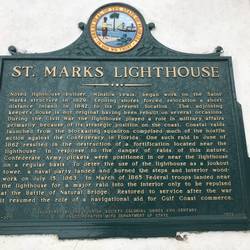 ST. MARKS LIGHTHOUSE
Noted lighthouse builder, Winslow Lewis, began work on the Saint
Marks structure in 1829. Eroding shores forced relocation a short
distance inland in 1842 to its present location. The adjoining
keeper's house is not original, having been rebuilt on several occasions.
During the Civil War the lighthouse played a role in military affairs
primarily because of its strategic position on the coast. Coastal raids
launched from the blockading squadron comprised much of the hostile
action against the Confederacy in Florida. One such raid in June of
1862 resulted in the destruction of a fortification located near the
lighthouse. In response to the danger of raids of this nature
Confederate Army pickets were positioned in or near the lighthouse
on a regular basis. To deter the use of the lighthouse as a lookout
tower, a naval party landed and burned the steps and interior wood-
work on July 15, 1863. In March of 1865 Federal troops landed near
the lighthouse for a major raid into the interior only to be repulsed
at the Battle of Natural Bridge. Restored to service after the war
it resumed the role of a navigational aid for Gulf Coast commerce.
DEPARTMENT OF STATE